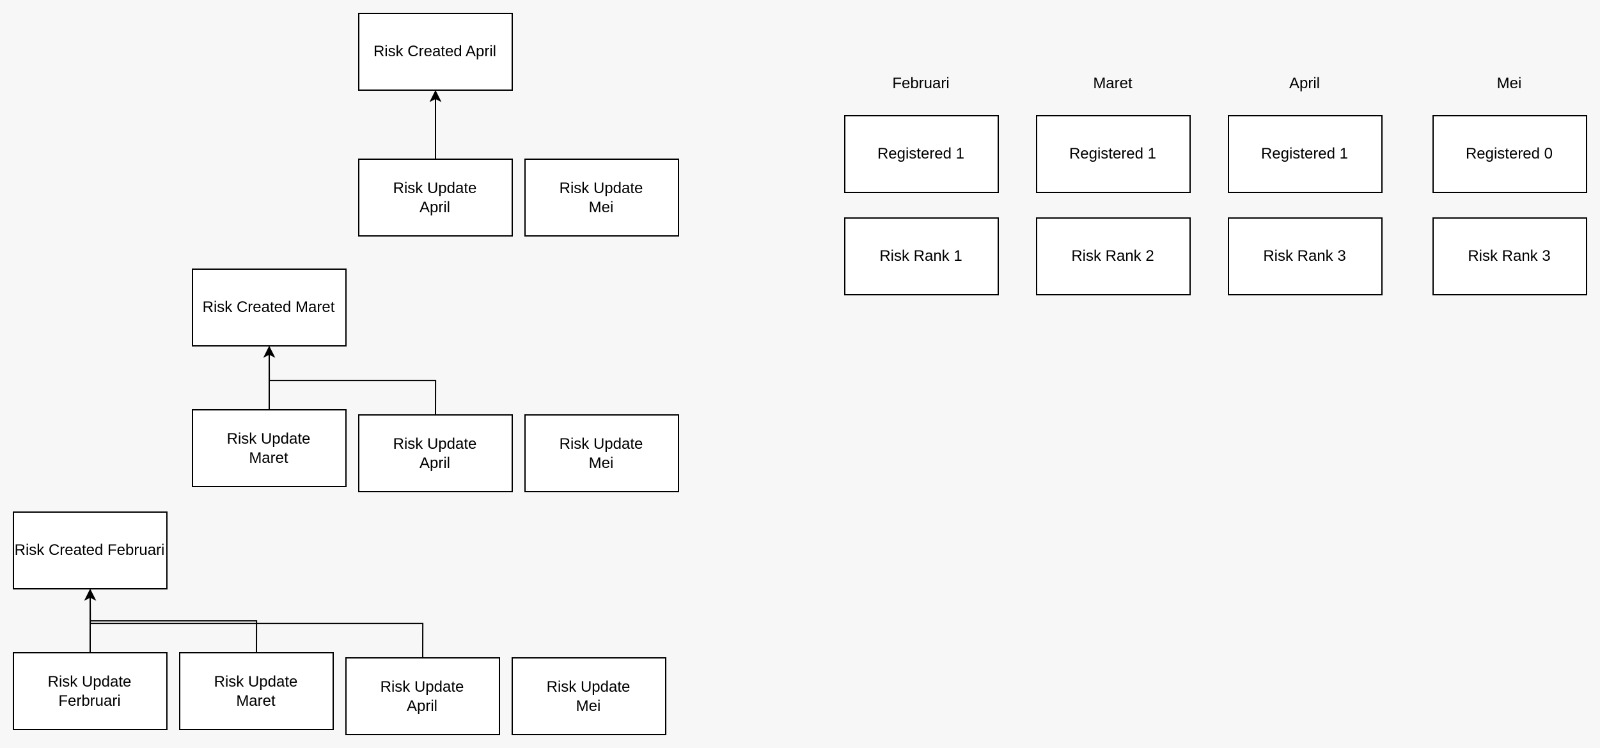 Risk Created April
Risk Update
April
Risk Update
Mei
Risk Created Maret
Risk Update
Maret
Risk Update
April
Risk Update
Mei
Risk Created Februari
Risk Update
Ferbruari
Risk Update
Maret
Risk Update
April
Risk Update
Mei
Februari
Maret
April
Mei
Registered 1
Registered 1
Registered 1
Registered 0
Risk Rank 1
Risk Rank 2
Risk Rank 3
Risk Rank 3